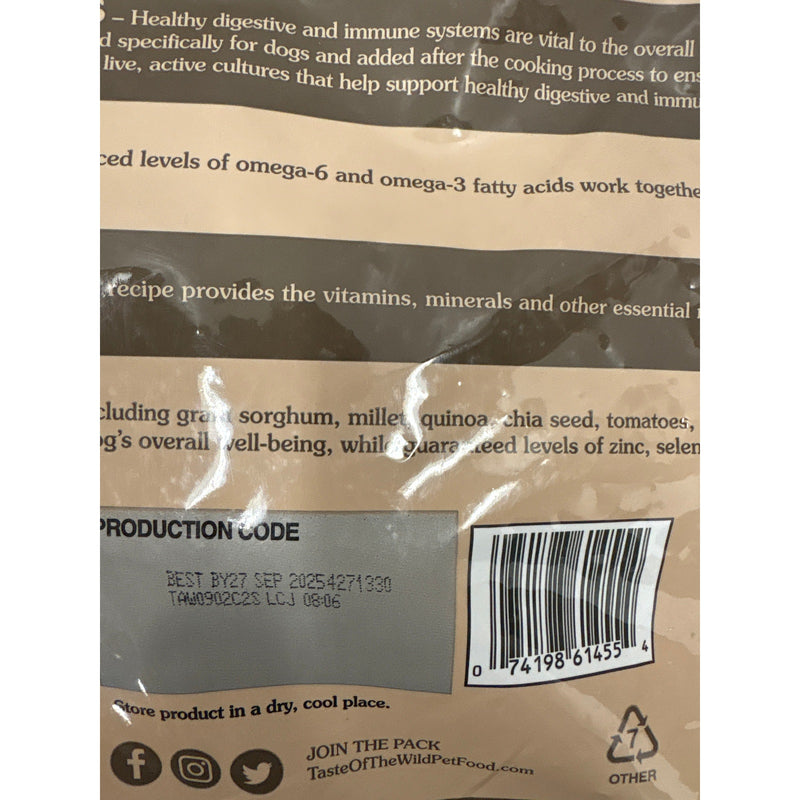 – Healthy digestive and immune systems are vital to the overall
d specifically for dogs and added after the cooking process to ens
live, active cultures that help support healthy digestive and immu
ced levels of omega-6 and omega-3 fatty acids work togethe
recipe provides the vitamins, minerals and other essential
cluding grain sorghum, millet, quinoa, chia seed, tomatoes,
og's overall well-being, while guaranteed levels of zinc, selen
PRODUCTION CODE
BEST BY27 SEP 20254271330
TAW0902C2S LCJ 08:06
0 74198 61455 4
Store product in a dry, cool place.
JOIN THE PACK
TasteOfTheWildPetFood.com
7
OTHER